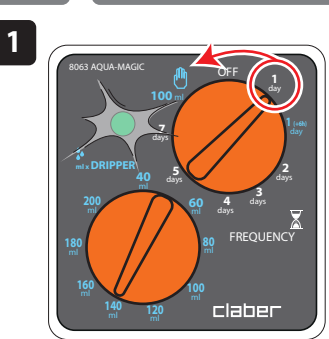 1
8063 AQUA-MAGIC
OFF
1
day
100 ml
1 (+6h)
day
7
days
ml x DRIPPER
5
days
2
days
3
days
4
days
40
ml
60
ml
200
ml
FREQUENCY
180
ml
80
ml
160
ml
100
ml
140
ml
120
ml
claber